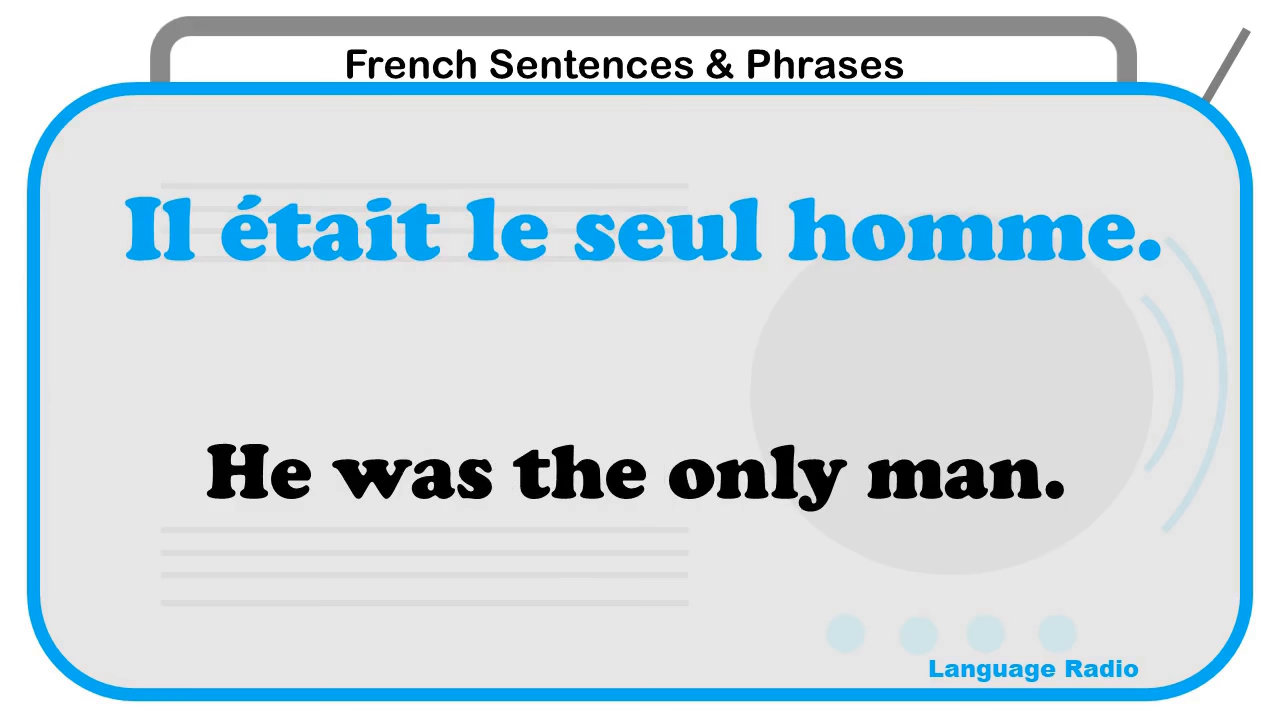 French Sentences & Phrases
Il était le seul homme.
He was the only man.
Language Radio